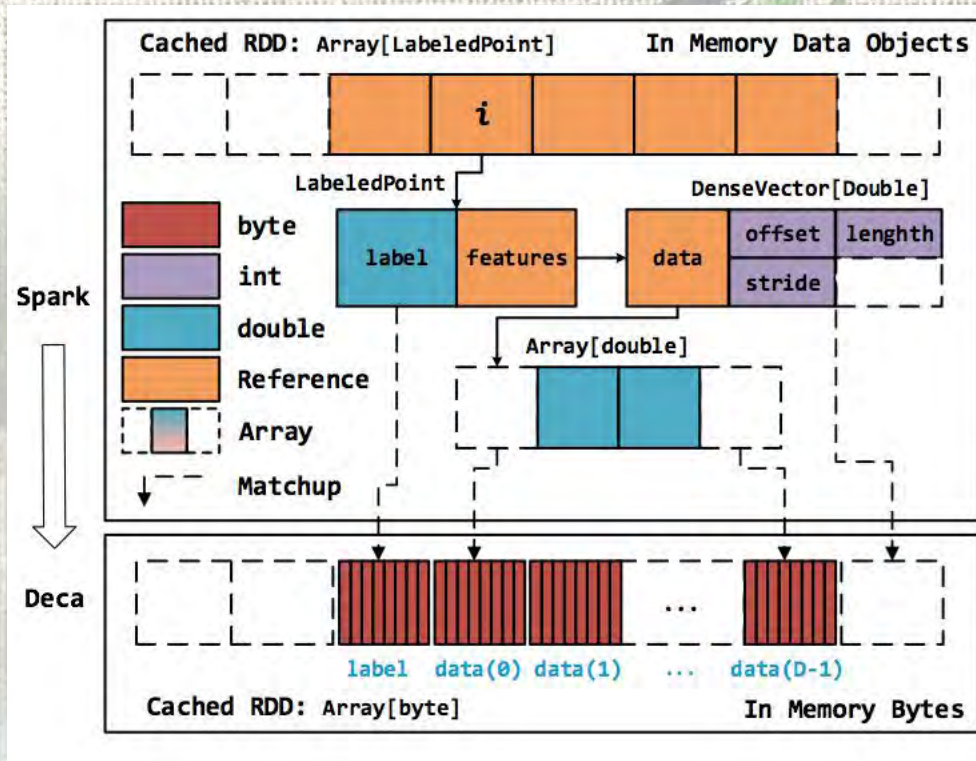 Cached RDD: Array[LabeledPoint]
In Memory Data Objects
i
LabeledPoint
DenseVector[Double]
byte
int
double
Reference
Array
Matchup
label
features
data
offset
lenghth
stride
Array[double]
Spark
Deca
...
label
data(0)
data(1)
...
data(D-1)
Cached RDD: Array[byte]
In Memory Bytes